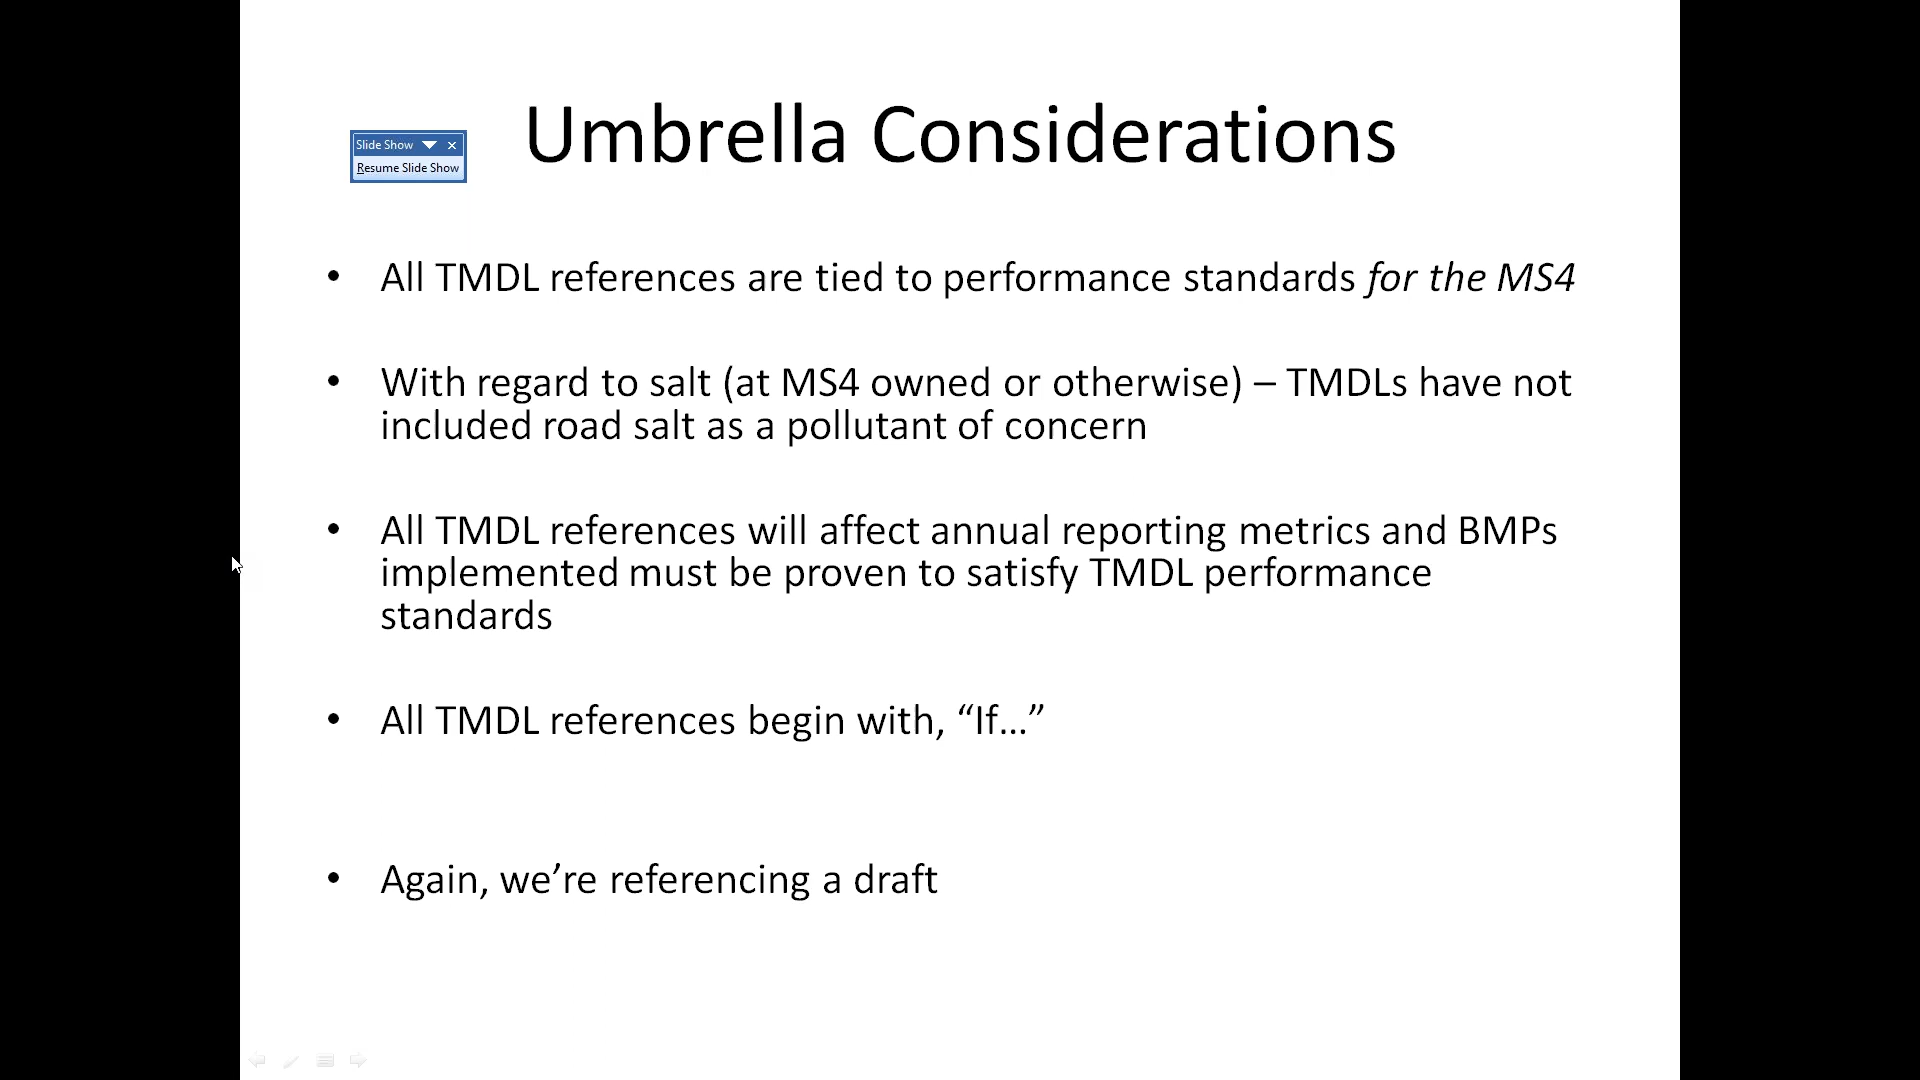 Umbrella Considerations
Slide Show
Resume Slide Show
• All TMDL references are tied to performance standards for the MS4
• With regard to salt (at MS4 owned or otherwise) – TMDLs have not
included road salt as a pollutant of concern
• All TMDL references will affect annual reporting metrics and BMPs
implemented must be proven to satisfy TMDL performance
standards
• All TMDL references begin with, “If…”
• Again, we’re referencing a draft